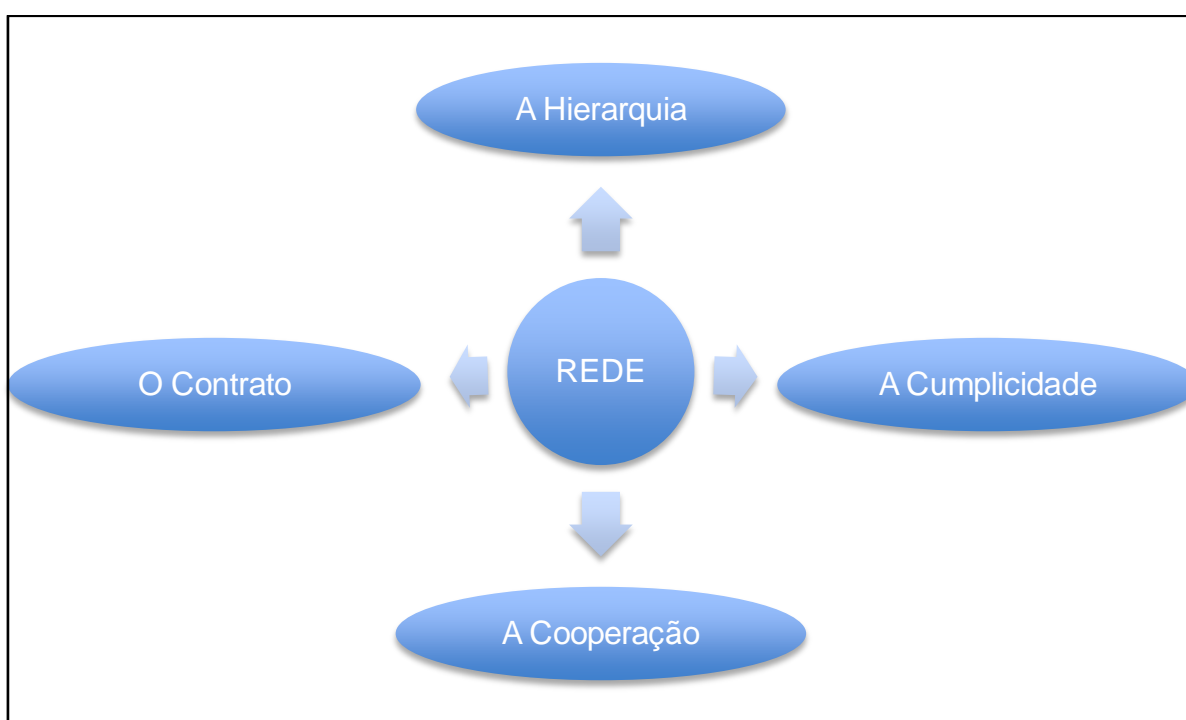 A Hierarquia
O Contrato
REDE
A Cumplicidade
A Cooperação